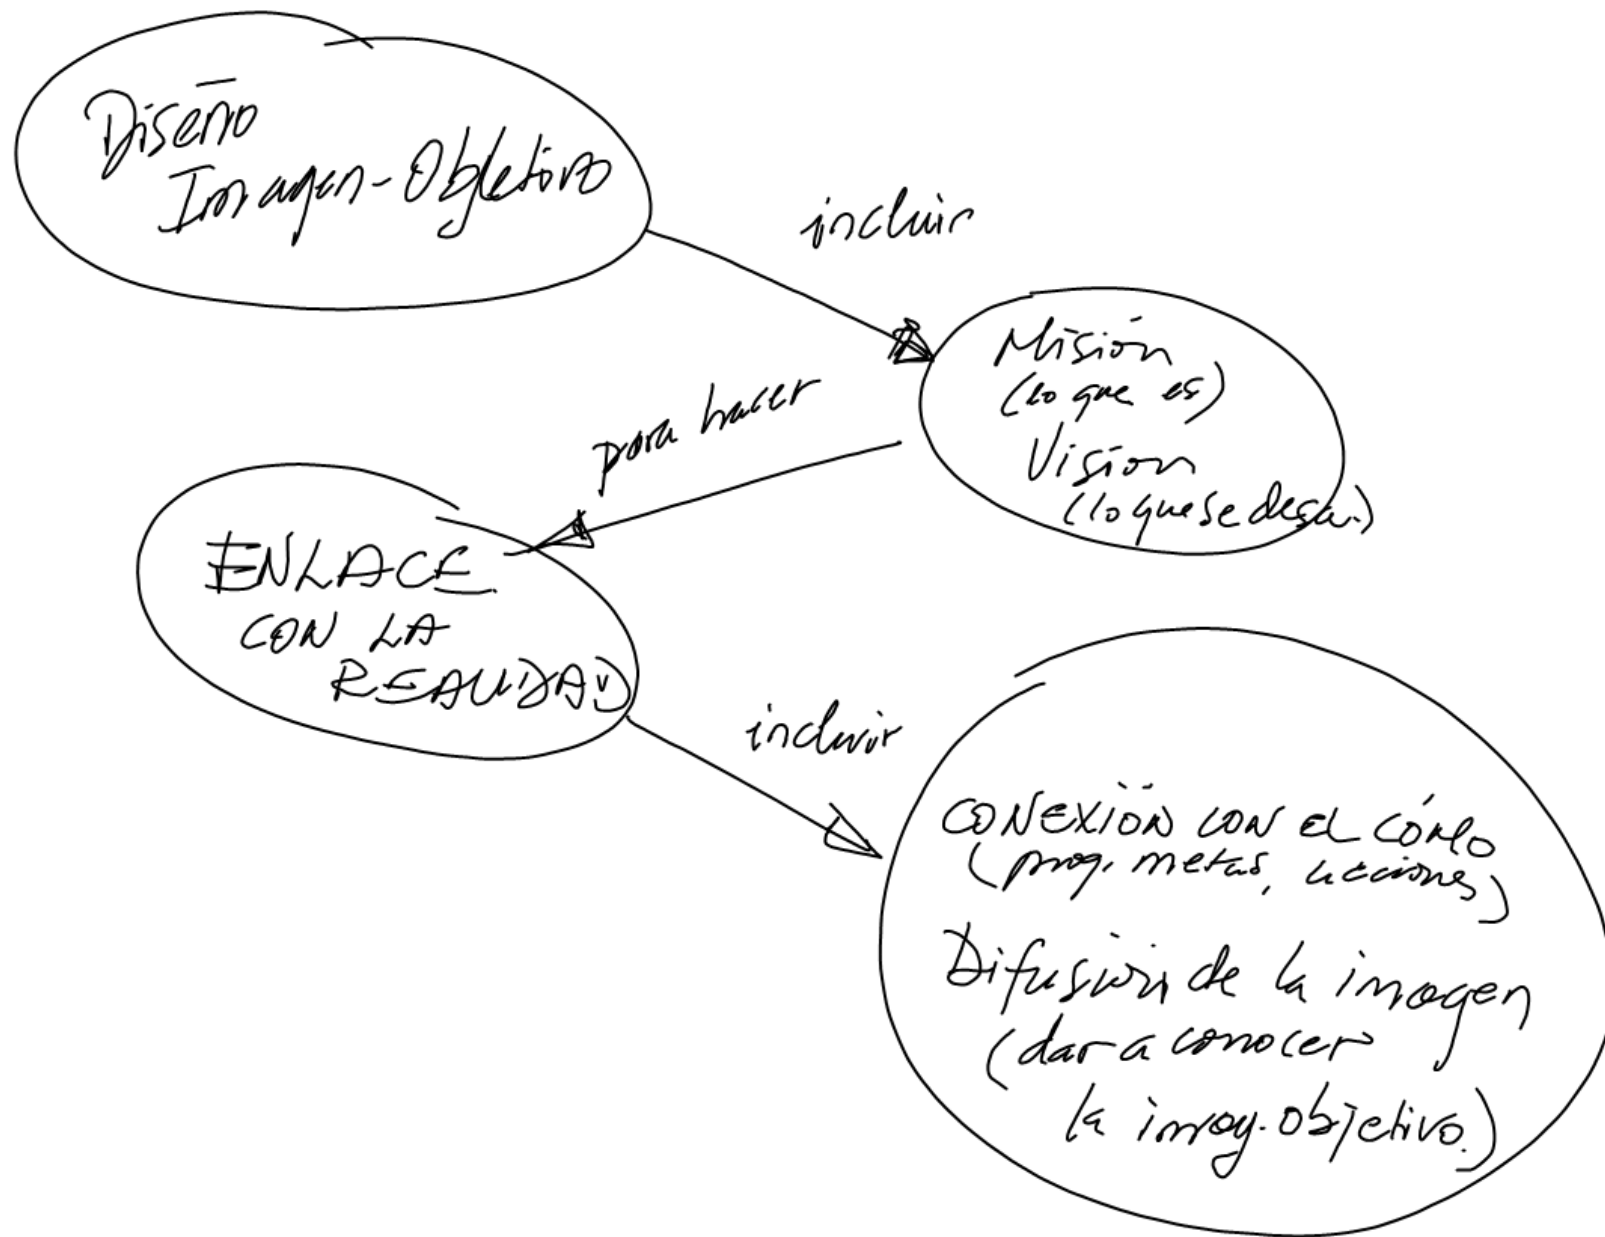 Diseño
Imagen-Objetivo
incluir
Misión
(lo que es)
Visión
(lo que se desea.)
para hacer
ENLACE
CON LA
REALIDAD
incluir
CONEXIÓN CON EL CÓMO
(prog. metas, acciones)
Difusión de la imagen
(dar a conocer
la imag. objetivo.)